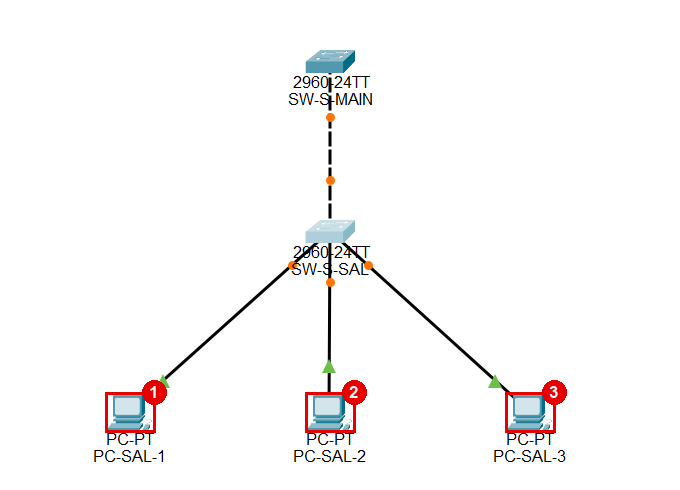 2960-24TT
SW-S-MAIN
2960-24TT
SW-S-SAL
1
2
3
PC-PT
PC-SAL-1
PC-PT
PC-SAL-2
PC-PT
PC-SAL-3